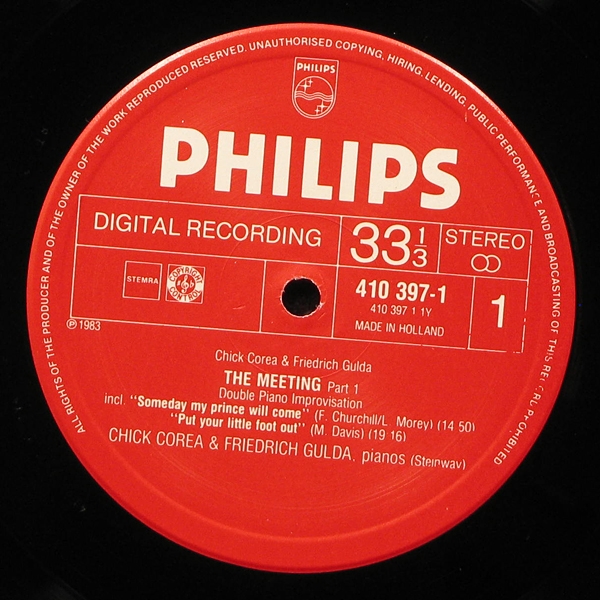 ALL RIGHTS OF THE PRODUCER AND OF THE OWNER OF THE WORK REPRODUCED RESERVED. UNAUTHORISED COPYING, HIRING, LENDING, PUBLIC PERFORMANCE AND BROADCASTING OF THIS RECORD PROHIBITED
PHILIPS
PHILIPS
DIGITAL RECORDING
33 1/3
STEREO
STEMRA
COPYRIGHT CONTROL
410 397-1
410 397 1 1Y
MADE IN HOLLAND
1
℗ 1983
Chick Corea & Friedrich Gulda
THE MEETING Part 1
Double Piano Improvisation
incl. "Someday my prince will come" (F. Churchill/L. Morey) (14 50)
"Put your little foot out" (M. Davis) (19 16)
CHICK COREA & FRIEDRICH GULDA, pianos (Steinway)